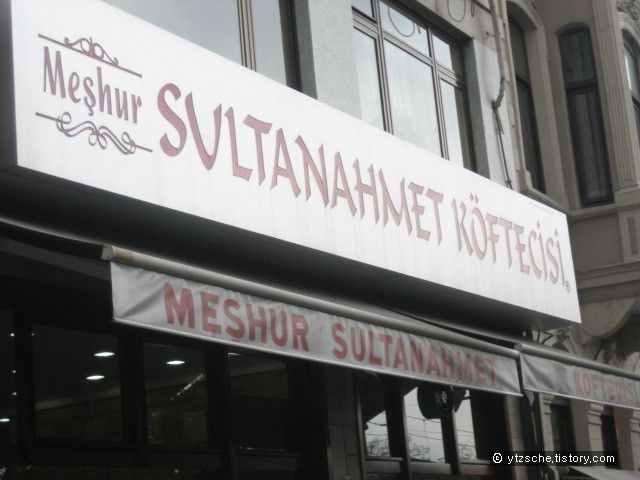 Meşhur
SULTANAHMET KÖFTECİSİ®
MEŞHUR SULTANAHMET
KÖFTECİSİ
© ytzsche.tistory.com